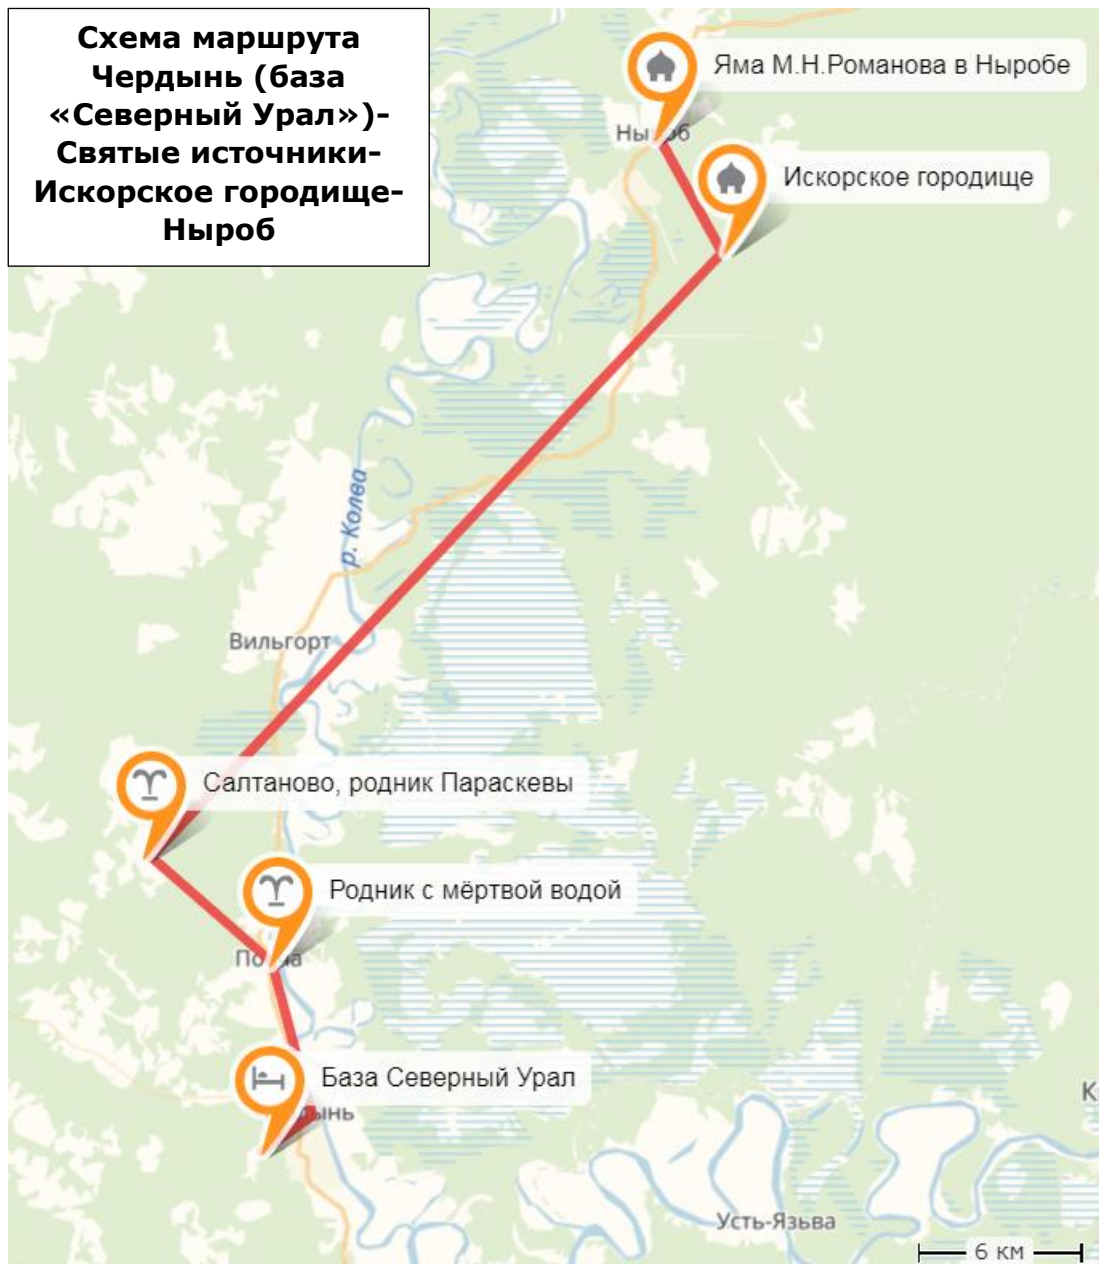 Схема маршрута
Чердынь (база
«Северный Урал»)-
Святые источники-
Искорское городище-
Ныроб
Яма М.Н.Романова в Ныробе
Искорское городище
р. Колва
Вильгорт
Салтаново, родник Параскевы
Родник с мёртвой водой
База Северный Урал
Усть-Язьва
6 км